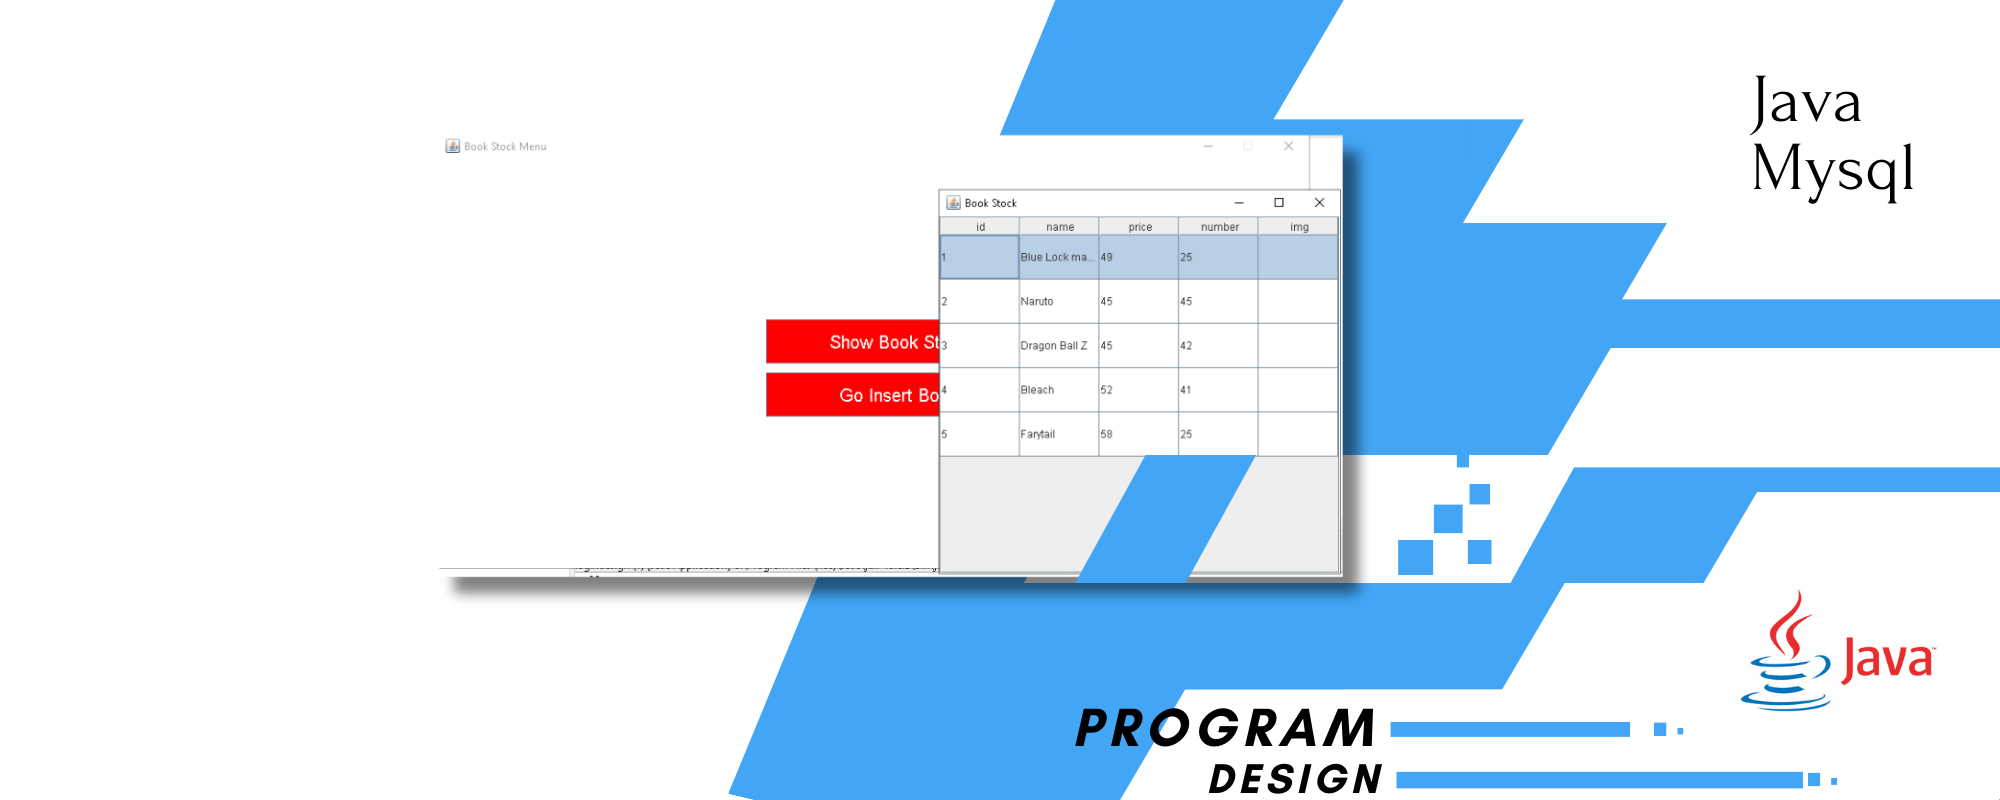 Java
Mysql
Book Stock Menu
Book Stock
id name price number img
1 Blue Lock ma... 49 25
2 Naruto 45 45
3 Dragon Ball Z 45 42
4 Bleach 52 41
5 Farytail 58 25
Show Book St
Go Insert Bo
Java
PROGRAM
DESIGN